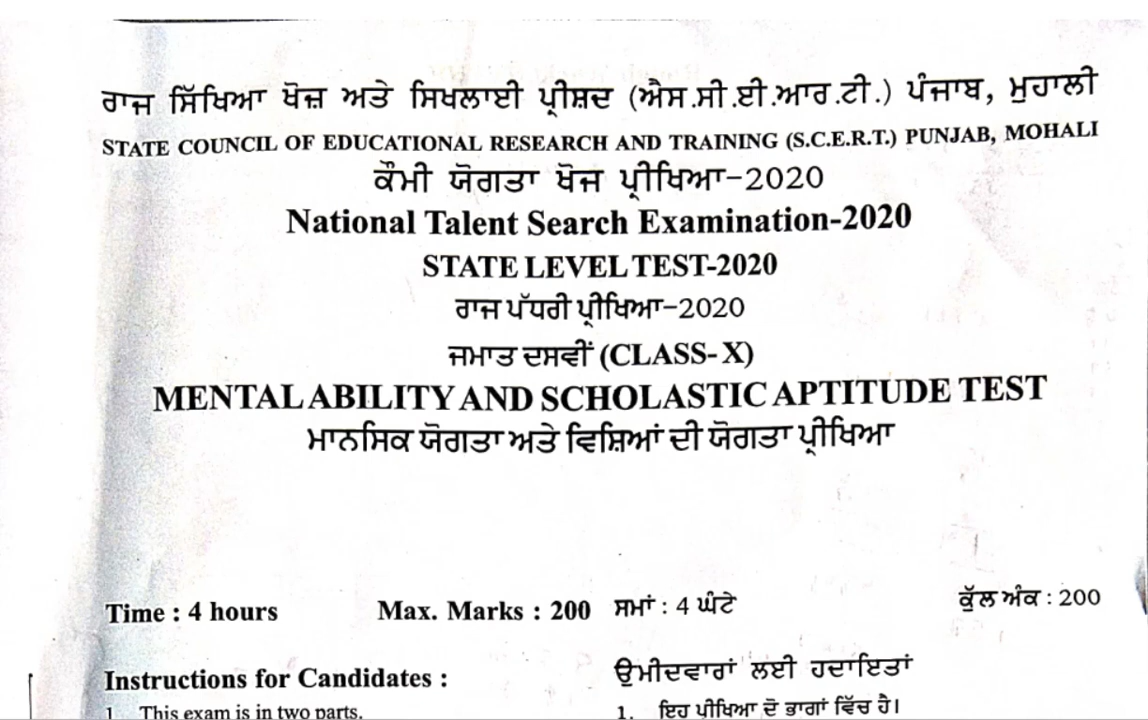 ਰਾਜ ਸਿੱਖਿਆ ਖੋਜ਼ ਅਤੇ ਸਿਖਲਾਈ ਪ੍ਰੀਸ਼ਦ (ਐਸ.ਸੀ.ਈ.ਆਰ.ਟੀ.) ਪੰਜਾਬ, ਮੁਹਾਲੀ
STATE COUNCIL OF EDUCATIONAL RESEARCH AND TRAINING (S.C.E.R.T.) PUNJAB, MOHALI
ਕੌਮੀ ਯੋਗਤਾ ਖੋਜ ਪ੍ਰੀਖਿਆ-2020
National Talent Search Examination-2020
STATE LEVEL TEST-2020
ਰਾਜ ਪੱਧਰੀ ਪ੍ਰੀਖਿਆ-2020
ਜਮਾਤ ਦਸਵੀਂ (CLASS- X)
MENTAL ABILITY AND SCHOLASTIC APTITUDE TEST
ਮਾਨਸਿਕ ਯੋਗਤਾ ਅਤੇ ਵਿਸ਼ਿਆਂ ਦੀ ਯੋਗਤਾ ਪ੍ਰੀਖਿਆ
Time : 4 hours Max. Marks : 200 ਸਮਾਂ : 4 ਘੰਟੇ ਕੁੱਲ ਅੰਕ : 200
Instructions for Candidates : ਉਮੀਦਵਾਰਾਂ ਲਈ ਹਦਾਇਤਾਂ
1. This exam is in two parts. 1. ਇਹ ਪ੍ਰੀਖਿਆ ਦੋ ਭਾਗਾਂ ਵਿੱਚ ਹੈ।